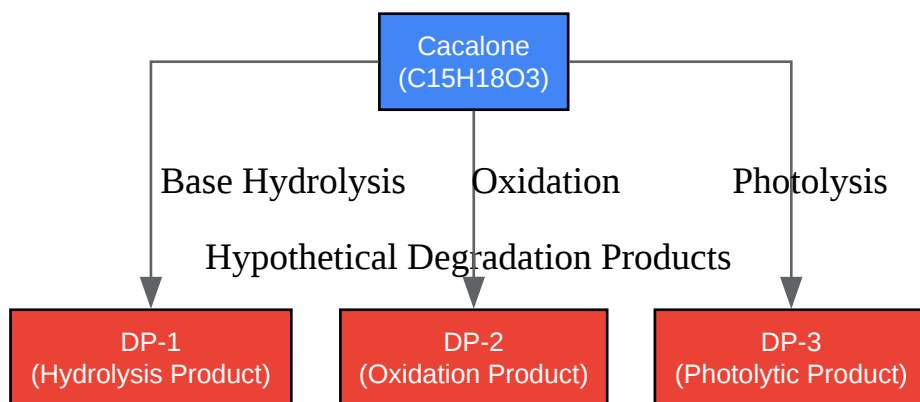 Cacalone
(C15H18O3)
Base Hydrolysis
Oxidation
Photolysis
Hypothetical Degradation Products
DP-1
(Hydrolysis Product)
DP-2
(Oxidation Product)
DP-3
(Photolytic Product)